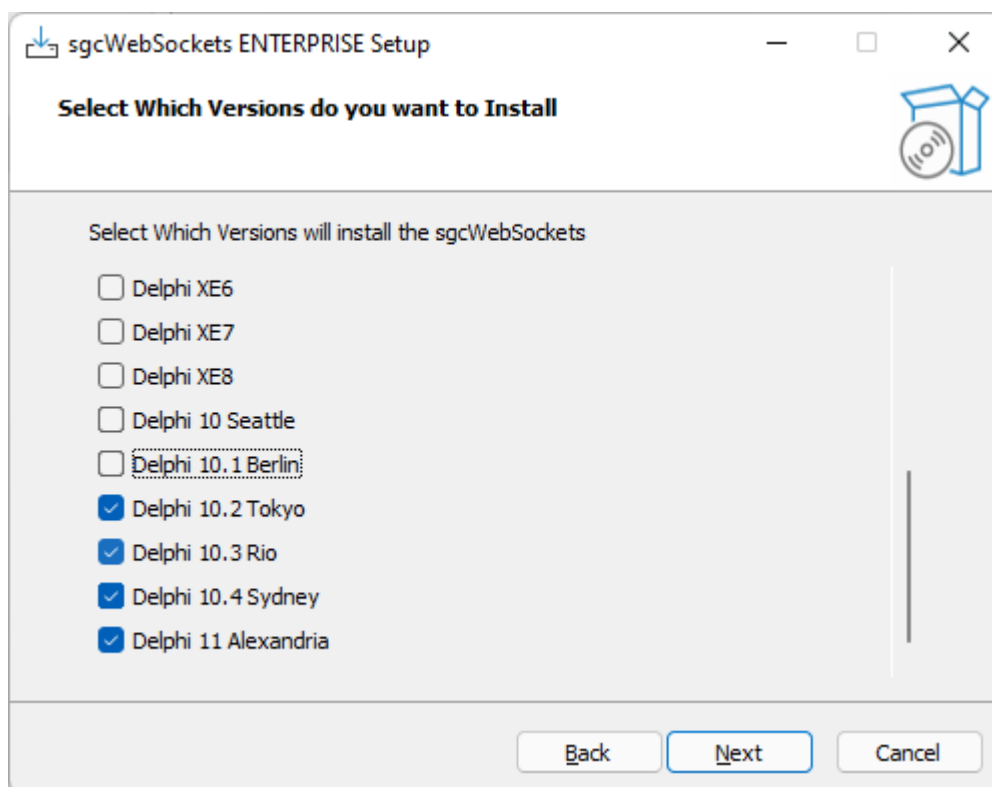 sgcWebSockets ENTERPRISE Setup
Select Which Versions do you want to Install
Select Which Versions will install the sgcWebSockets
Delphi XE6
Delphi XE7
Delphi XE8
Delphi 10 Seattle
Delphi 10.1 Berlin
Delphi 10.2 Tokyo
Delphi 10.3 Rio
Delphi 10.4 Sydney
Delphi 11 Alexandria
Back Next Cancel